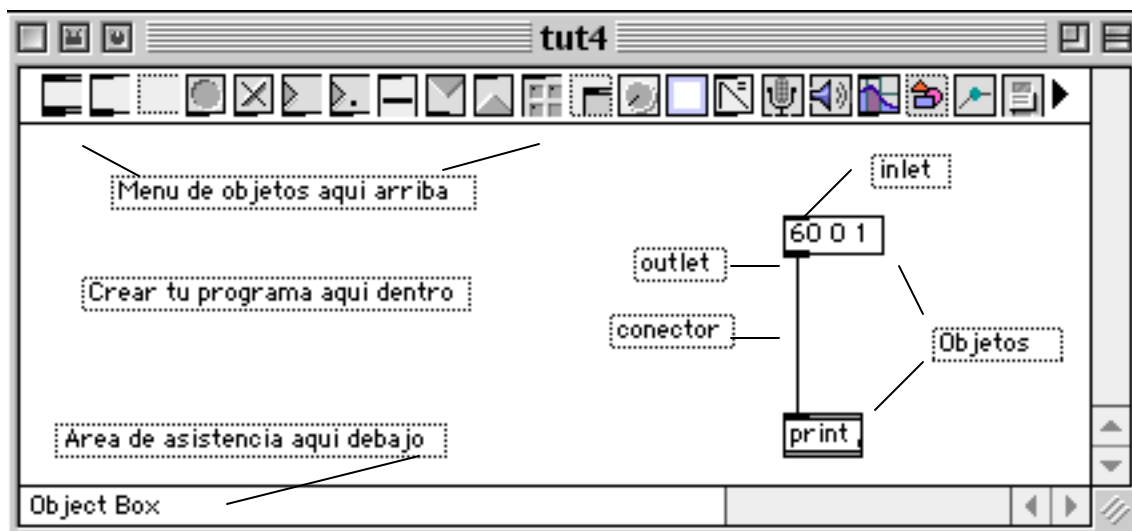 tut4
Menu de objetos aqui arriba
inlet
60 0 1
outlet
Crear tu programa aqui dentro
conector
Objetos
Area de asistencia aqui debajo
print
Object Box